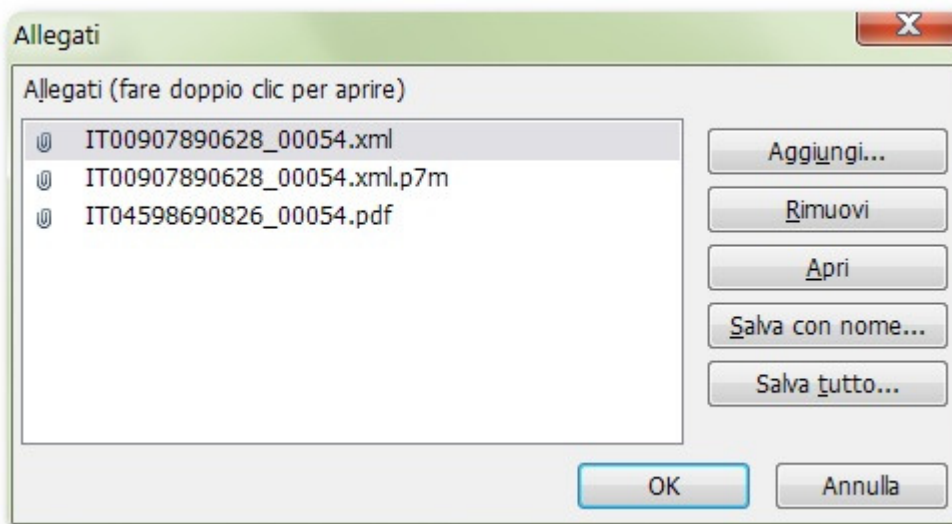 Allegati
Allegati (fare doppio clic per aprire)
IT00907890628_00054.xml
IT00907890628_00054.xml.p7m
IT04598690826_00054.pdf
Aggiungi...
Rimuovi
Apri
Salva con nome...
Salva tutto...
OK
Annulla